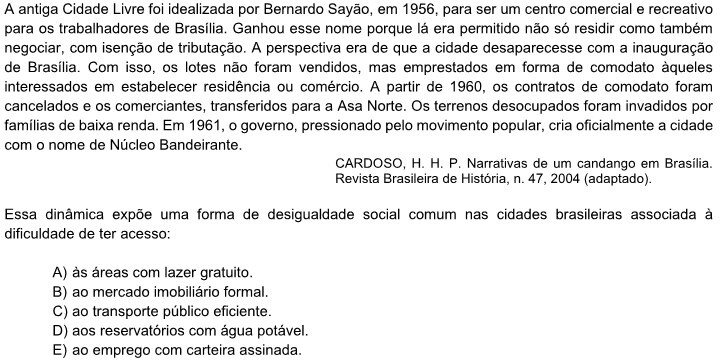 A antiga Cidade Livre foi idealizada por Bernardo Sayão, em 1956, para ser um centro comercial e recreativo
para os trabalhadores de Brasília. Ganhou esse nome porque lá era permitido não só residir como também
negociar, com isenção de tributação. A perspectiva era de que a cidade desaparecesse com a inauguração
de Brasília. Com isso, os lotes não foram vendidos, mas emprestados em forma de comodato àqueles
interessados em estabelecer residência ou comércio. A partir de 1960, os contratos de comodato foram
cancelados e os comerciantes, transferidos para a Asa Norte. Os terrenos desocupados foram invadidos por
famílias de baixa renda. Em 1961, o governo, pressionado pelo movimento popular, cria oficialmente a cidade
com o nome de Núcleo Bandeirante.
CARDOSO, H. H. P. Narrativas de um candango em Brasília.
Revista Brasileira de História, n. 47, 2004 (adaptado).
Essa dinâmica expõe uma forma de desigualdade social comum nas cidades brasileiras associada à
dificuldade de ter acesso:
A) às áreas com lazer gratuito.
B) ao mercado imobiliário formal.
C) ao transporte público eficiente.
D) aos reservatórios com água potável.
E) ao emprego com carteira assinada.